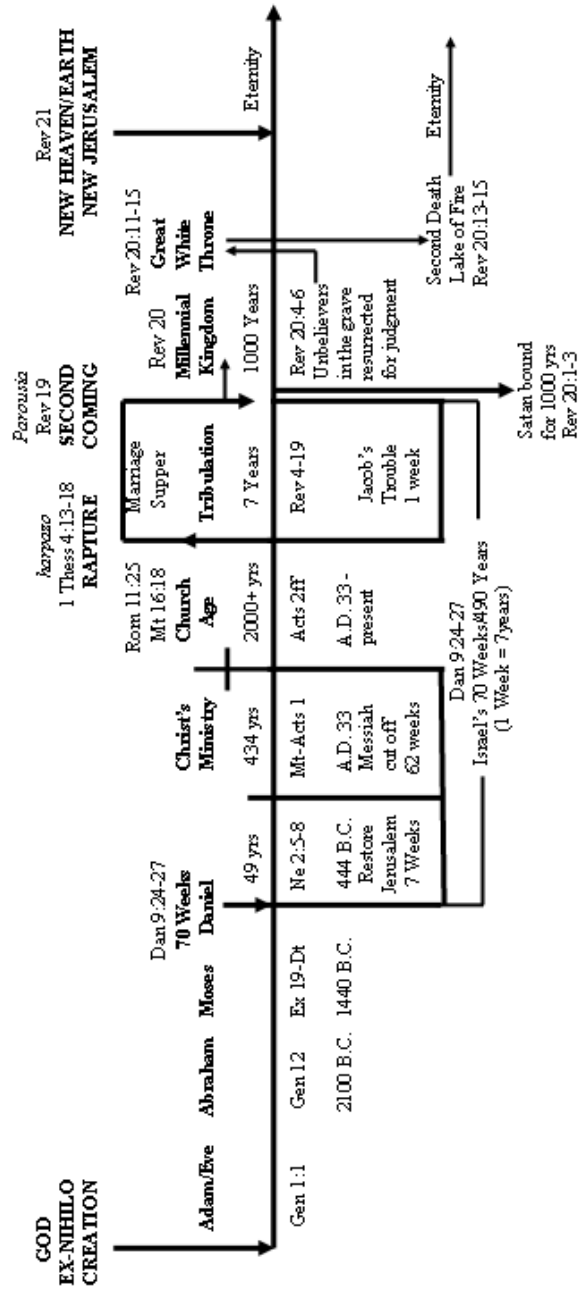 GOD
EX-NIHILO
CREATION
Adam/Eve
Gen 1:1
Abraham
Gen 12
2100 B.C.
Moses
Ex 19-Dt
1440 B.C.
Dan 9:24-27
70 Weeks
Daniel
49 yrs
Ne 2:5-8
444 B.C.
Restore
Jerusalem
7 Weeks
Christ's
Ministry
434 yrs
Mt-Acts 1
A.D. 33
Messiah
cut off
62 weeks
Rom 11:25
Mt 16:18
Church
Age
2000+ yrs
Acts 2ff
A.D. 33-
present
harpazo
1 Thess 4:13-18
RAPTURE
Marriage
Supper
Tribulation
7 Years
Rev 4-19
Jacob's
Trouble
1 week
Dan 9:24-27
Israel's 70 Weeks/490 Years
(1 Week = 7years)
Parousia
Rev 19
SECOND
COMING
Rev 20
Millennial
Kingdom
1000 Years
Rev 20:4-6
Unbelievers
inthe grave
resurrected
for judgment
Satan bound
for 1000 yrs
Rev 20:1-3
Rev 20:11-15
Great
White
Throne
Second Death
Lake of Fire
Rev 20:13-15
Eternity
Rev 21
NEW HEAVEN/EARTH
NEW JERUSALEM
Eternity